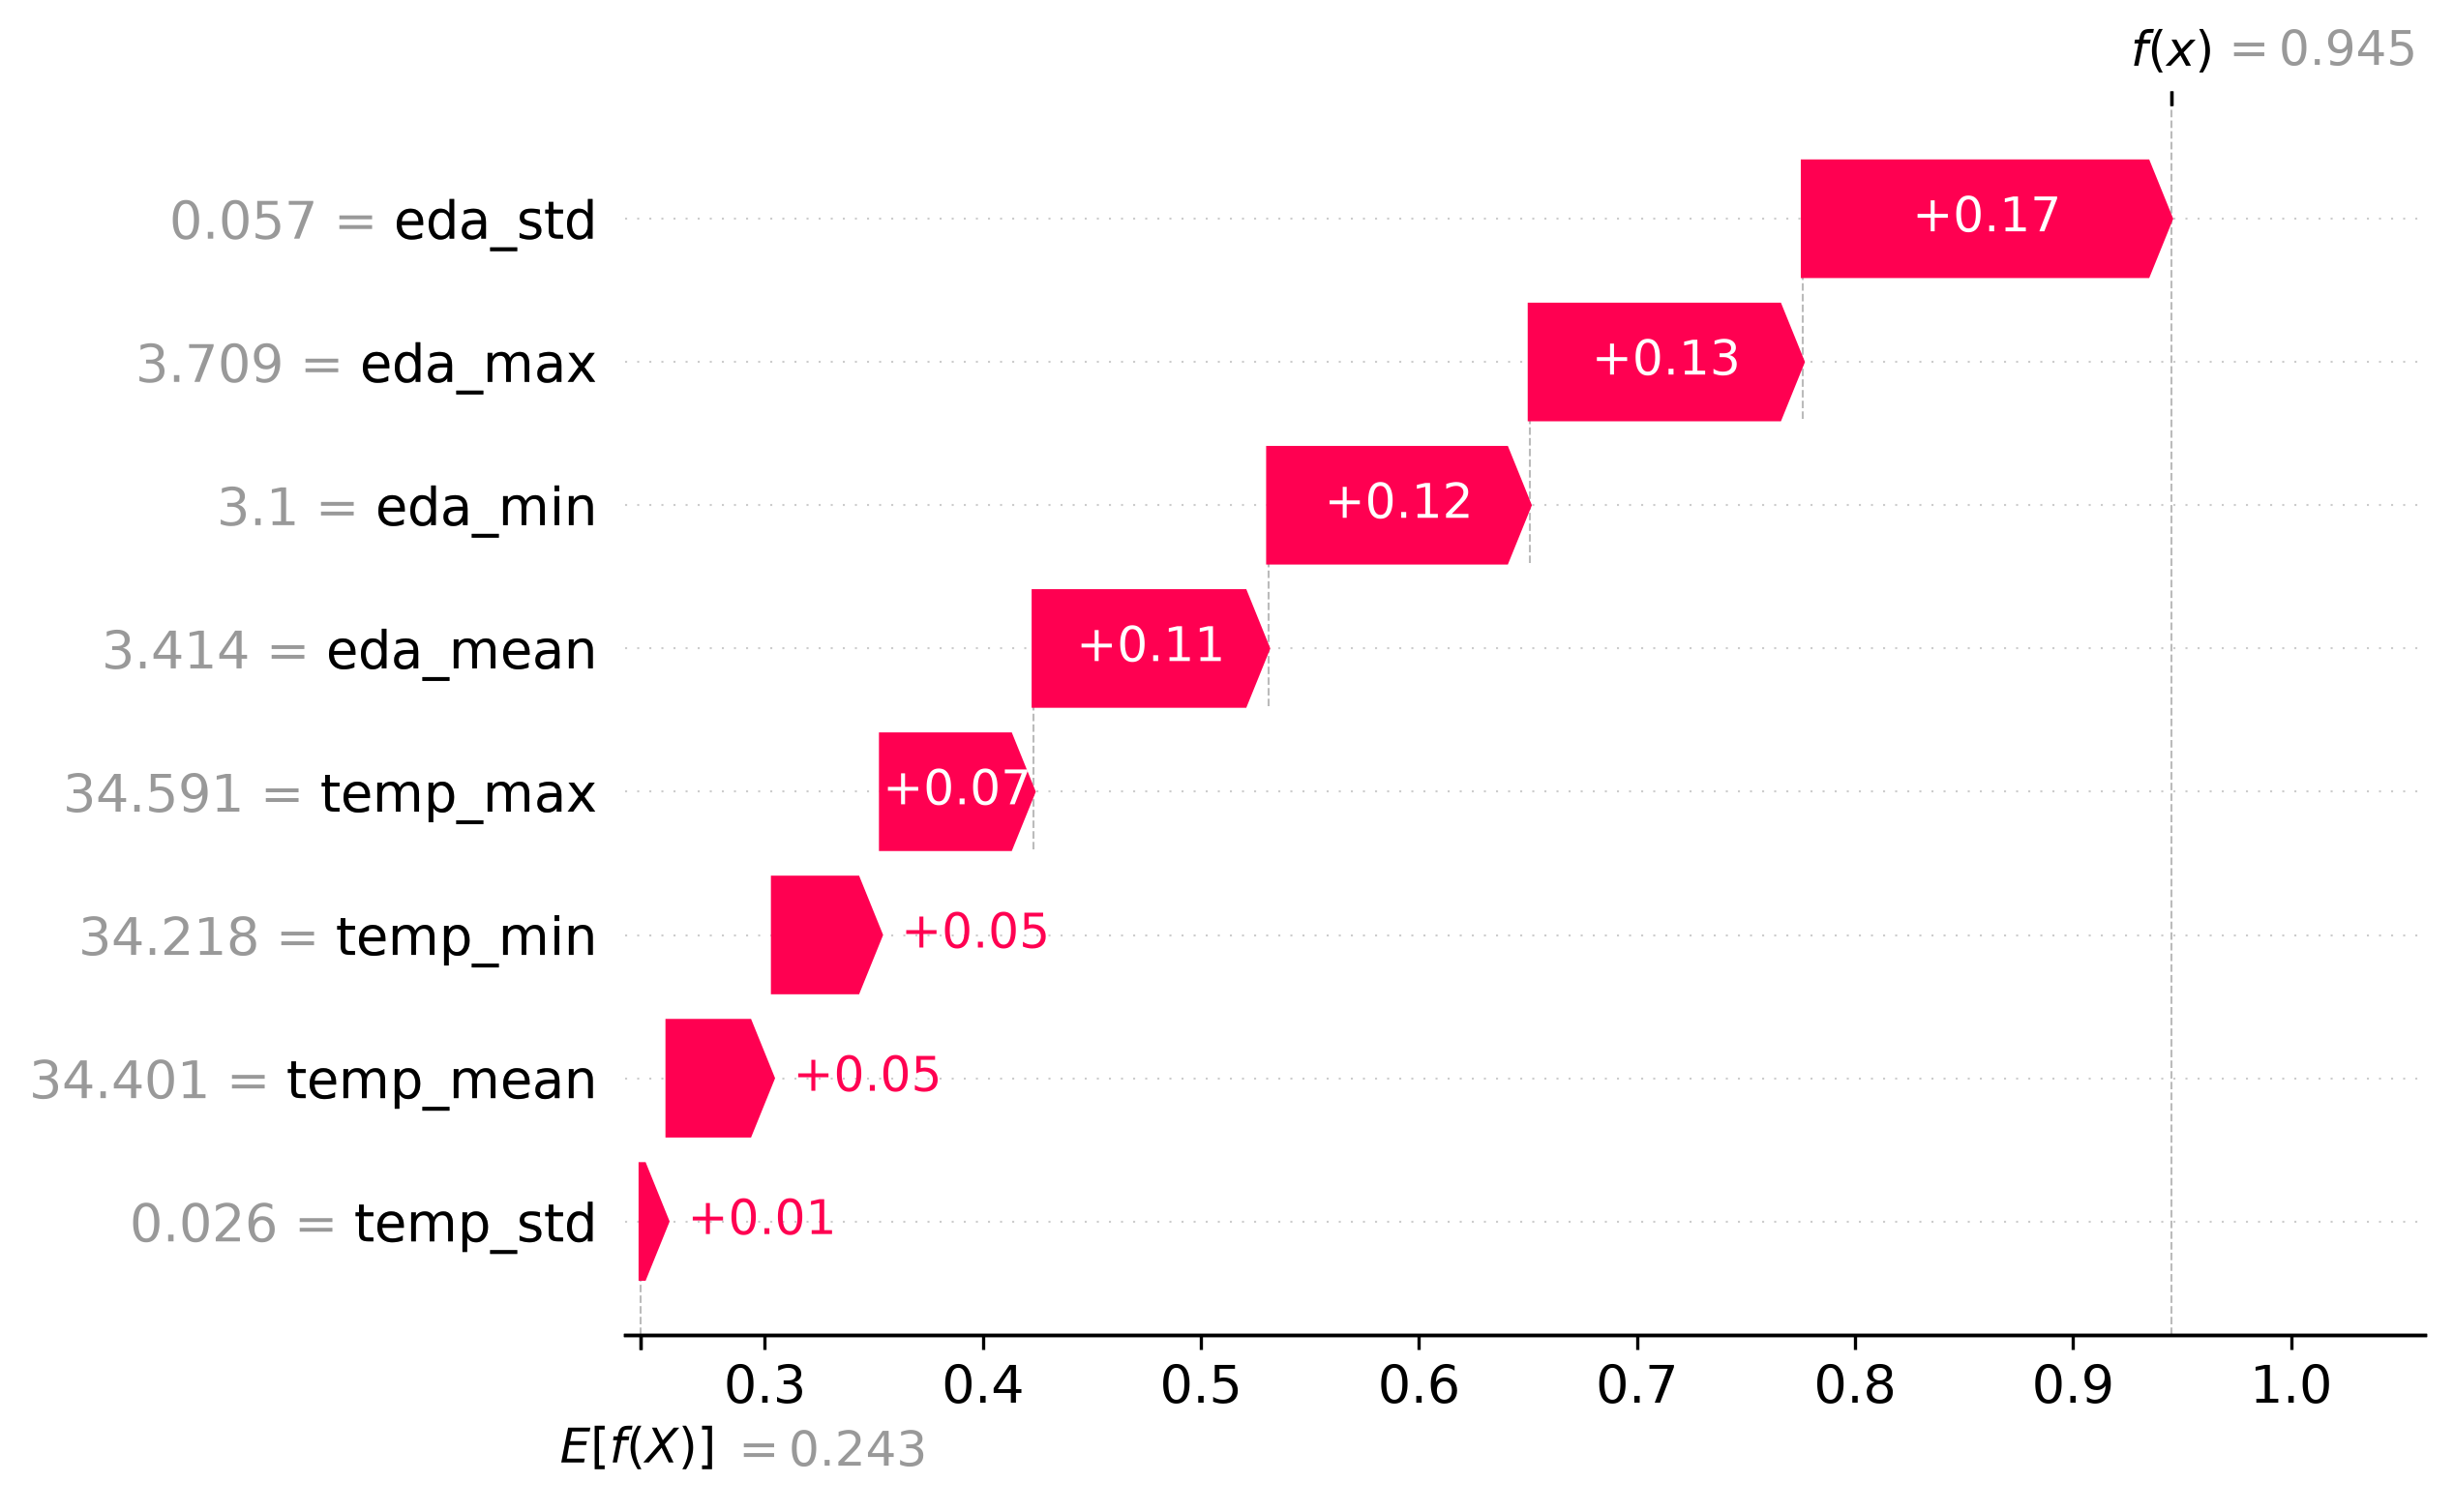 f(x) = 0.945
0.057 = eda_std +0.17
3.709 = eda_max +0.13
3.1 = eda_min +0.12
3.414 = eda_mean +0.11
34.591 = temp_max +0.07
34.218 = temp_min +0.05
34.401 = temp_mean +0.05
0.026 = temp_std +0.01
0.3 0.4 0.5 0.6 0.7 0.8 0.9 1.0
E[f(X)] = 0.243